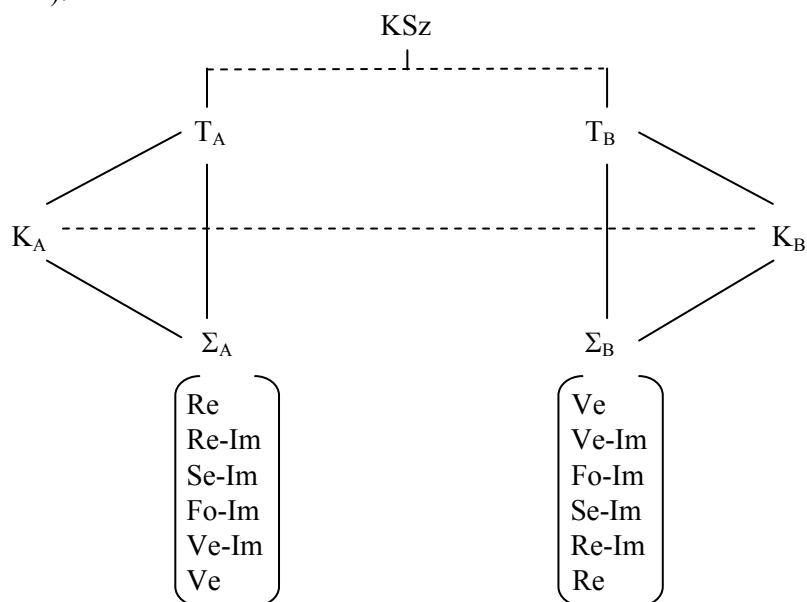 ).
KSz
T_A T_B
K_A K_B
Σ_A Σ_B
Re Ve
Re-Im Ve-Im
Se-Im Fo-Im
Fo-Im Se-Im
Ve-Im Re-Im
Ve Re